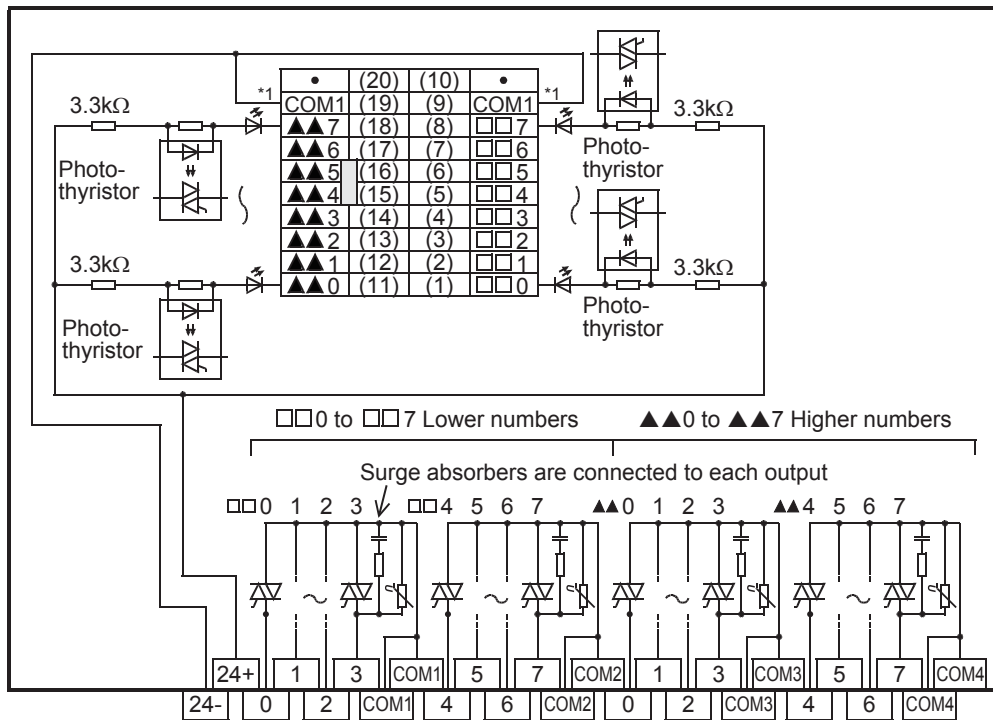 • (20) (10) •
*1 COM1 (19) (9) COM1 *1
3.3kΩ ▲▲7 (18) (8) □□7 3.3kΩ
▲▲6 (17) (7) □□6
▲▲5 (16) (6) □□5
▲▲4 (15) (5) □□4
▲▲3 (14) (4) □□3
▲▲2 (13) (3) □□2
▲▲1 (12) (2) □□1
▲▲0 (11) (1) □□0
Photo-
thyristor
Photo-
thyristor
3.3kΩ
3.3kΩ
Photo-
thyristor
Photo-
thyristor
□□0 to □□7 Lower numbers ▲▲0 to ▲▲7 Higher numbers
Surge absorbers are connected to each output
□□0 1 2 3 □□4 5 6 7 ▲▲0 1 2 3 ▲▲4 5 6 7
24+ 1 3 COM1 5 7 COM2 1 3 COM3 5 7 COM4
24- 0 2 COM1 4 6 COM2 0 2 COM3 4 6 COM4